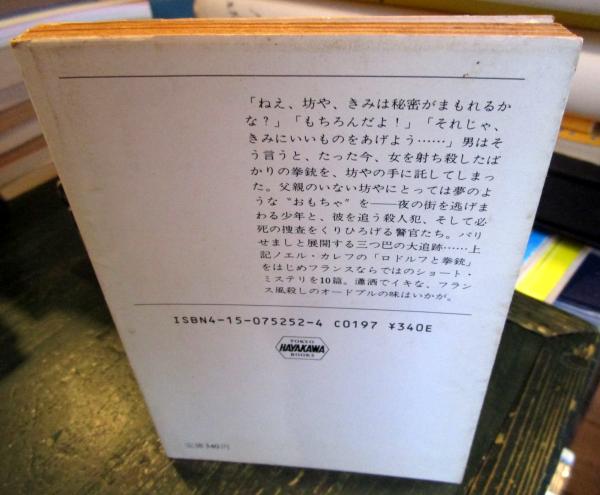 「ねえ、坊や、きみは秘密がまもれるか
な？」「もちろんだよ！」「それじゃ、
きみにいいものをあげよう……」男はそ
う言うと、たった今、女を射ち殺したば
かりの拳銃を、坊やの手に託してしまっ
た。父親のいない坊やにとっては夢のよ
うな〝おもちゃ〟を――夜の街を逃げま
わる少年と、彼を追う殺人犯、そして必
死の捜査をくりひろげる警官たち。パリ
せましと展開する三つ巴の大追跡……上
記ノエル・カレフの「ロドルフと拳銃」
をはじめフランスならではのショート・
ミステリを10篇。瀟洒でイキな、フラン
ス風殺しのオードブルの味はいかが。
ISBN4-15-075252-4 C0197 ¥340E
TOKYO
HAYAKAWA
BOOKS
定価340円